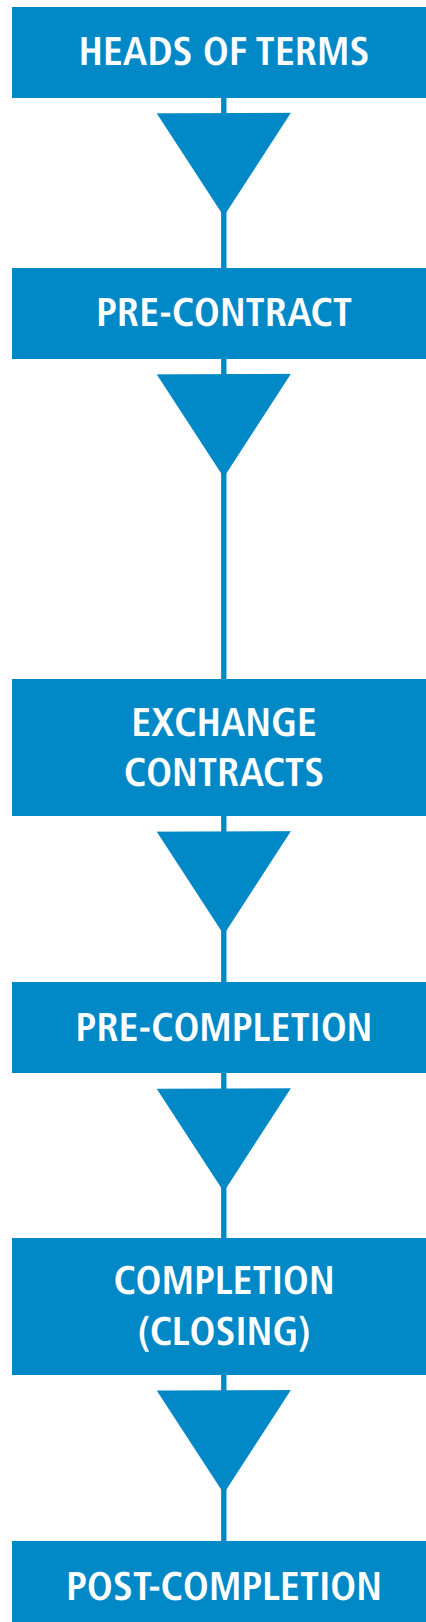 HEADS OF TERMS
PRE-CONTRACT
EXCHANGE
CONTRACTS
PRE-COMPLETION
COMPLETION
(CLOSING)
POST-COMPLETION